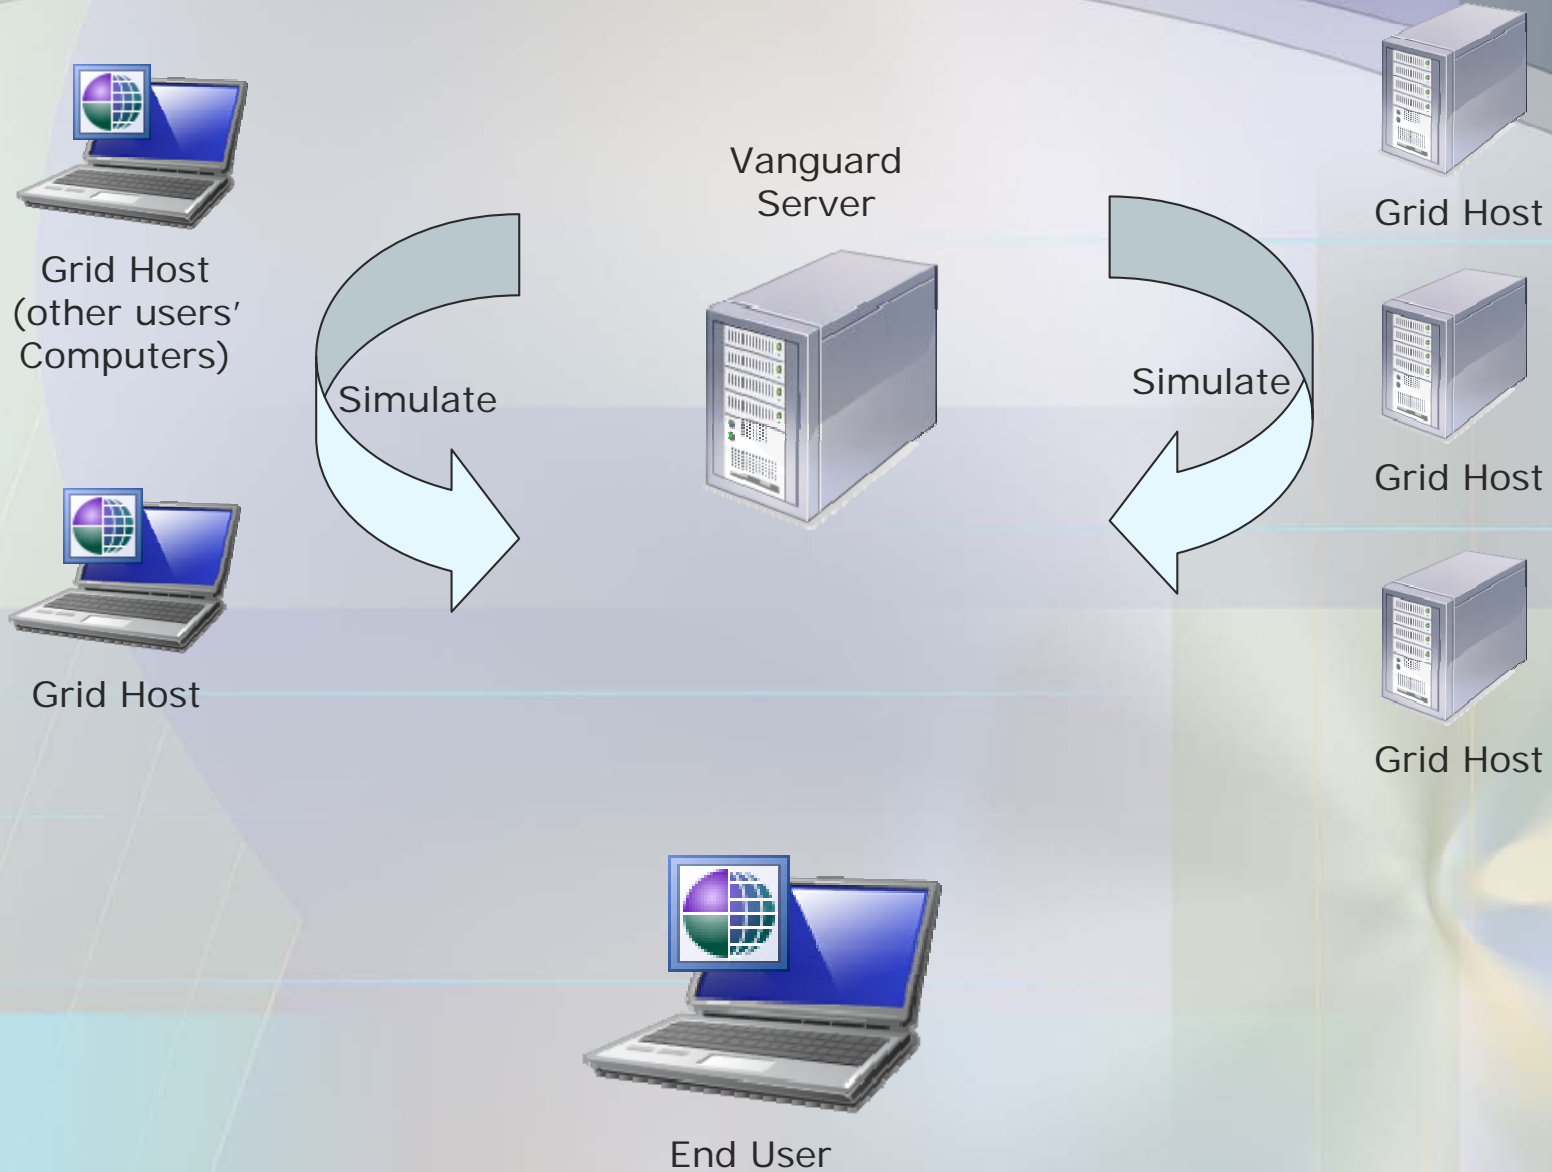 Vanguard
Server
Grid Host
(other users’
Computers)
Simulate
Grid Host
Grid Host
Simulate
Grid Host
Grid Host
End User